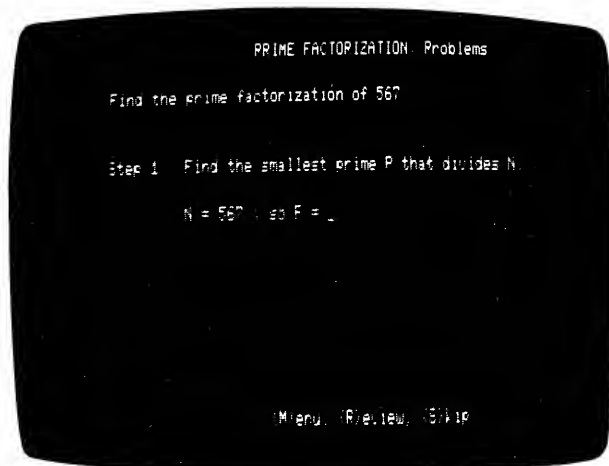 PRIME FACTORIZATION: Problems
Find the prime factorization of 567
Step 1 Find the smallest prime P that divides N.
N = 567 , so P = _
(M)enu, (R)eview, (S)kip